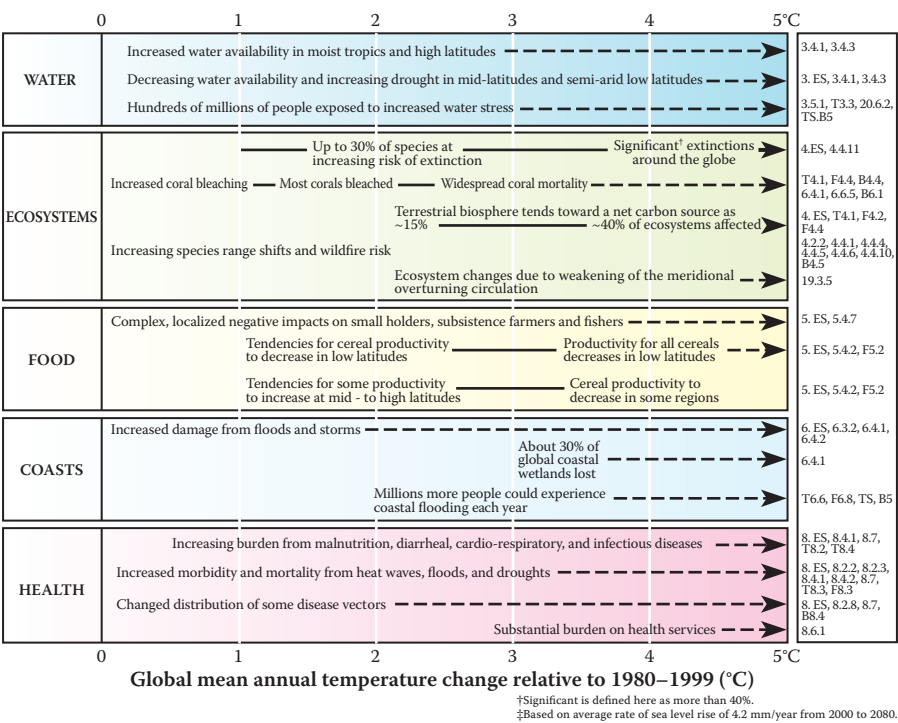 0 1 2 3 4 5°C
WATER
Increased water availability in moist tropics and high latitudes
3.4.1, 3.4.3
Decreasing water availability and increasing drought in mid-latitudes and semi-arid low latitudes
3. ES, 3.4.1, 3.4.3
Hundreds of millions of people exposed to increased water stress
3.5.1, T3.3, 20.6.2,
TS.B5
ECOSYSTEMS
Up to 30% of species at
increasing risk of extinction
Significant† extinctions
around the globe
4.ES, 4.4.11
Increased coral bleaching Most corals bleached Widespread coral mortality
T4.1, F4.4, B4.4,
6.4.1, 6.6.5, B6.1
Terrestrial biosphere tends toward a net carbon source as
~15% ~40% of ecosystems affected
4. ES, T4.1, F4.2,
F4.4
Increasing species range shifts and wildfire risk
4.2.2, 4.4.1, 4.4.4,
4.4.5, 4.4.6, 4.4.10,
B4.5
Ecosystem changes due to weakening of the meridional
overturning circulation
19.3.5
FOOD
Complex, localized negative impacts on small holders, subsistence farmers and fishers
5. ES, 5.4.7
Tendencies for cereal productivity
to decrease in low latitudes
Productivity for all cereals
decreases in low latitudes
5. ES, 5.4.2, F5.2
Tendencies for some productivity
to increase at mid - to high latitudes
Cereal productivity to
decrease in some regions
5. ES, 5.4.2, F5.2
COASTS
Increased damage from floods and storms
6. ES, 6.3.2, 6.4.1,
6.4.2
About 30% of
global coastal
wetlands lost
6.4.1
Millions more people could experience
coastal flooding each year
T6.6, F6.8, TS, B5
HEALTH
Increasing burden from malnutrition, diarrheal, cardio-respiratory, and infectious diseases
8. ES, 8.4.1, 8.7,
T8.2, T8.4
Increased morbidity and mortality from heat waves, floods, and droughts
8. ES, 8.2.2, 8.2.3,
8.4.1, 8.4.2, 8.7,
T8.3, F8.3
Changed distribution of some disease vectors
8. ES, 8.2.8, 8.7,
B8.4
Substantial burden on health services
8.6.1
0 1 2 3 4 5°C
Global mean annual temperature change relative to 1980–1999 (°C)
†Significant is defined here as more than 40%.
‡Based on average rate of sea level rise of 4.2 mm/year from 2000 to 2080.